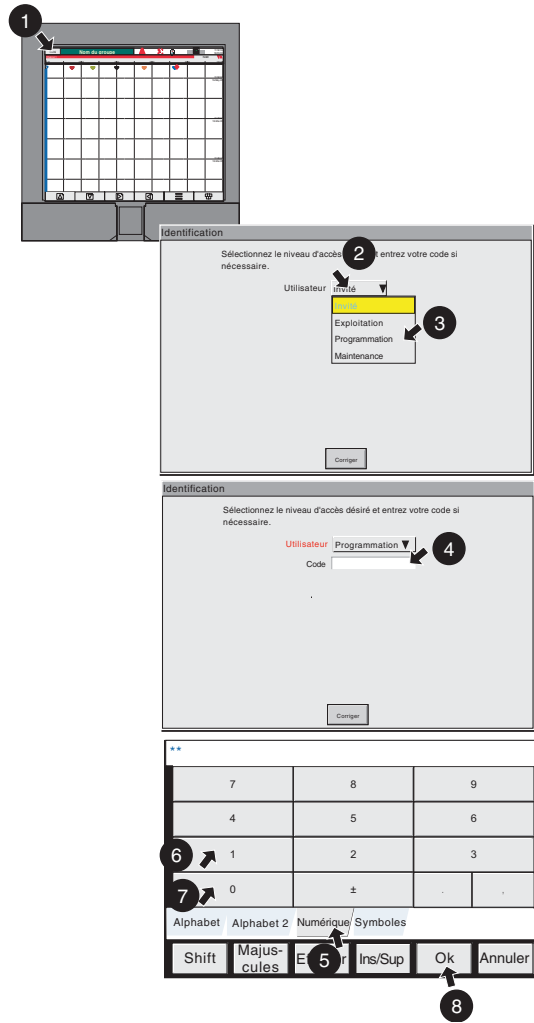 1
Nom du groupe
Identification
2
Sélectionnez le niveau d'accès t entrez votre code si
nécessaire.
Utilisateur Invité
Invité
Exploitation
3
Programmation
Maintenance
Corriger
Identification
Sélectionnez le niveau d'accès désiré et entrez votre code si
nécessaire.
Utilisateur Programmation
4
Code
Corriger
**
7 8 9
4 5 6
6 1 2 3
7 0 ± . ,
Alphabet Alphabet 2 Numérique Symboles
5
Shift Majus-
cules Ins/Sup Ok Annuler
8